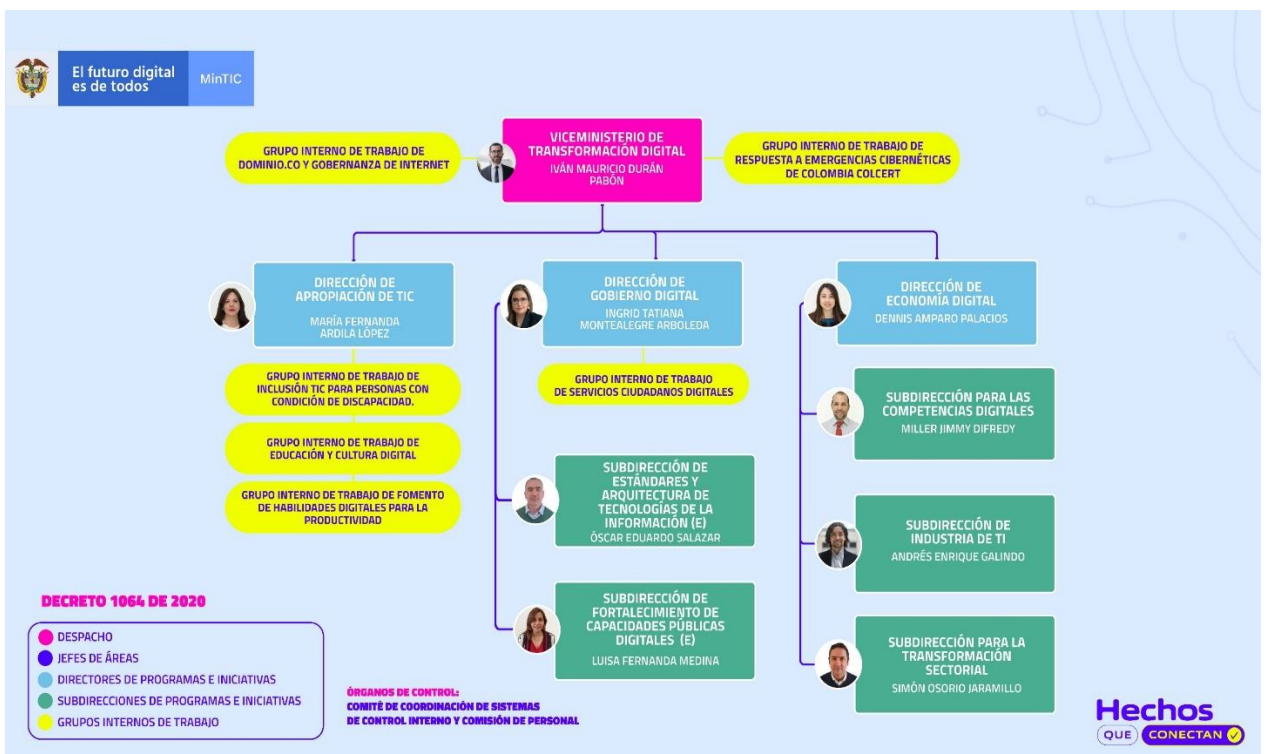 El futuro digital
es de todos
MinTIC
VICEMINISTERIO DE
TRANSFORMACIÓN DIGITAL
IVÁN MAURICIO DURÁN
PABÓN
GRUPO INTERNO DE TRABAJO DE
DOMINIO.CO Y GOBERNANZA DE INTERNET
GRUPO INTERNO DE TRABAJO DE
RESPUESTA A EMERGENCIAS CIBERNÉTICAS
DE COLOMBIA COLCERT
DIRECCIÓN DE
APROPIACIÓN DE TIC
MARÍA FERNANDA
ARDILA LÓPEZ
GRUPO INTERNO DE TRABAJO DE
INCLUSIÓN TIC PARA PERSONAS CON
CONDICIÓN DE DISCAPACIDAD.
GRUPO INTERNO DE TRABAJO DE
EDUCACIÓN Y CULTURA DIGITAL
GRUPO INTERNO DE TRABAJO DE FOMENTO
DE HABILIDADES DIGITALES PARA LA
PRODUCTIVIDAD
DIRECCIÓN DE
GOBIERNO DIGITAL
INGRID TATIANA
MONTEALEGRE ARBOLEDA
GRUPO INTERNO DE TRABAJO
DE SERVICIOS CIUDADANOS DIGITALES
SUBDIRECCIÓN DE
ESTÁNDARES Y
ARQUITECTURA DE
TECNOLOGÍAS DE LA
INFORMACIÓN (E)
ÓSCAR EDUARDO SALAZAR
SUBDIRECCIÓN DE
FORTALECIMIENTO DE
CAPACIDADES PÚBLICAS
DIGITALES (E)
LUISA FERNANDA MEDINA
DIRECCIÓN DE
ECONOMÍA DIGITAL
DENNIS AMPARO PALACIOS
SUBDIRECCIÓN PARA LAS
COMPETENCIAS DIGITALES
MILLER JIMMY DIFREDY
SUBDIRECCIÓN DE
INDUSTRIA DE TI
ANDRÉS ENRIQUE GALINDO
SUBDIRECCIÓN PARA LA
TRANSFORMACIÓN
SECTORIAL
SIMÓN OSORIO JARAMILLO
DECRETO 1064 DE 2020
DESPACHO
JEFES DE ÁREAS
DIRECTORES DE PROGRAMAS E INICIATIVAS
SUBDIRECCIONES DE PROGRAMAS E INICIATIVAS
GRUPOS INTERNOS DE TRABAJO
ÓRGANOS DE CONTROL:
COMITÉ DE COORDINACIÓN DE SISTEMAS
DE CONTROL INTERNO Y COMISIÓN DE PERSONAL
Hechos
QUE CONECTAN